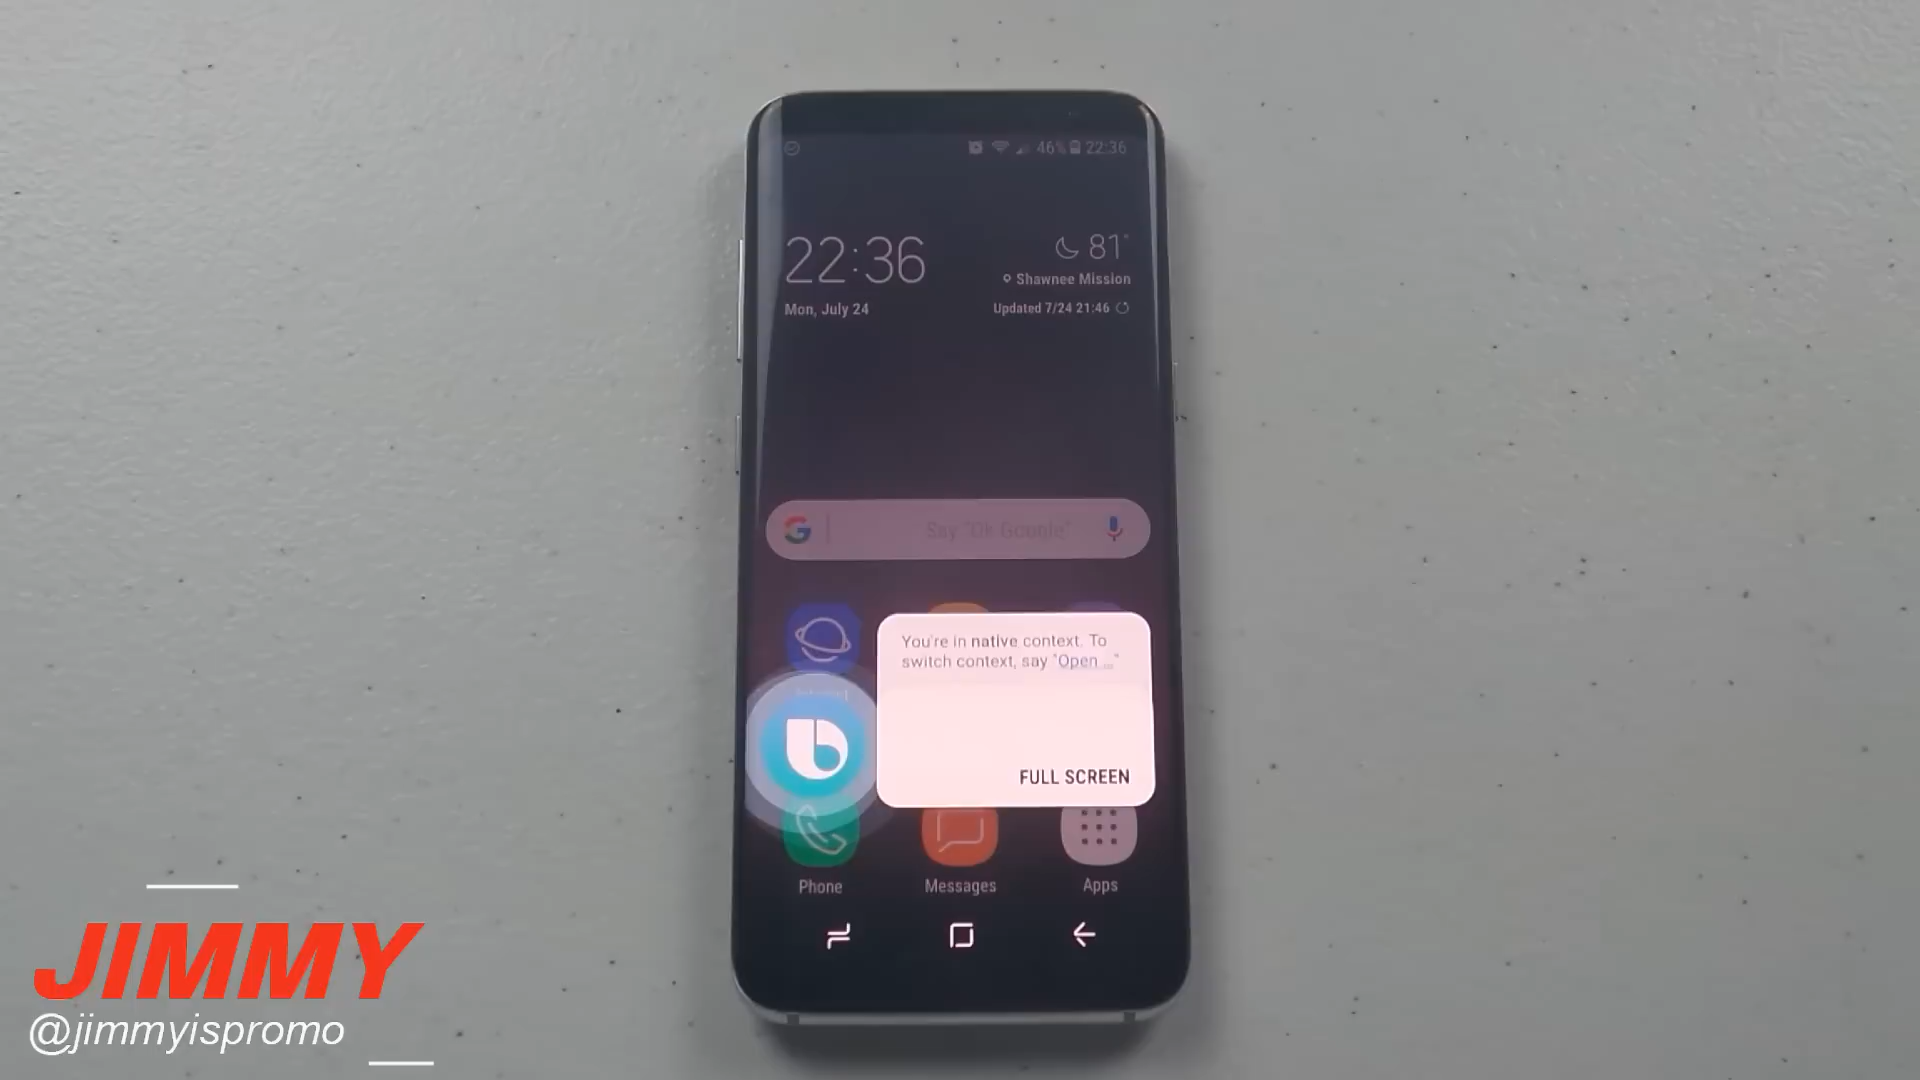 46% 22:36
22:36
81°
Shawnee Mission
Mon, July 24
Updated 7/24 21:46
Say "Ok Google"
You're in native context. To
switch context, say "Open ..."
FULL SCREEN
Phone
Messages
Apps
JIMMY
@jimmyispromo